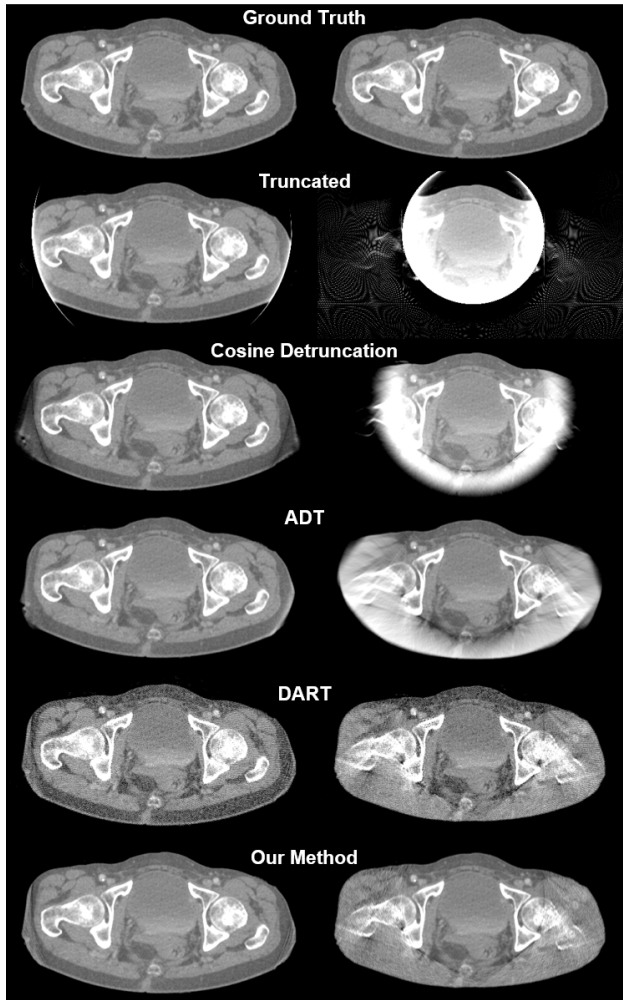 Ground Truth
Truncated
Cosine Detruncation
ADT
DART
Our Method